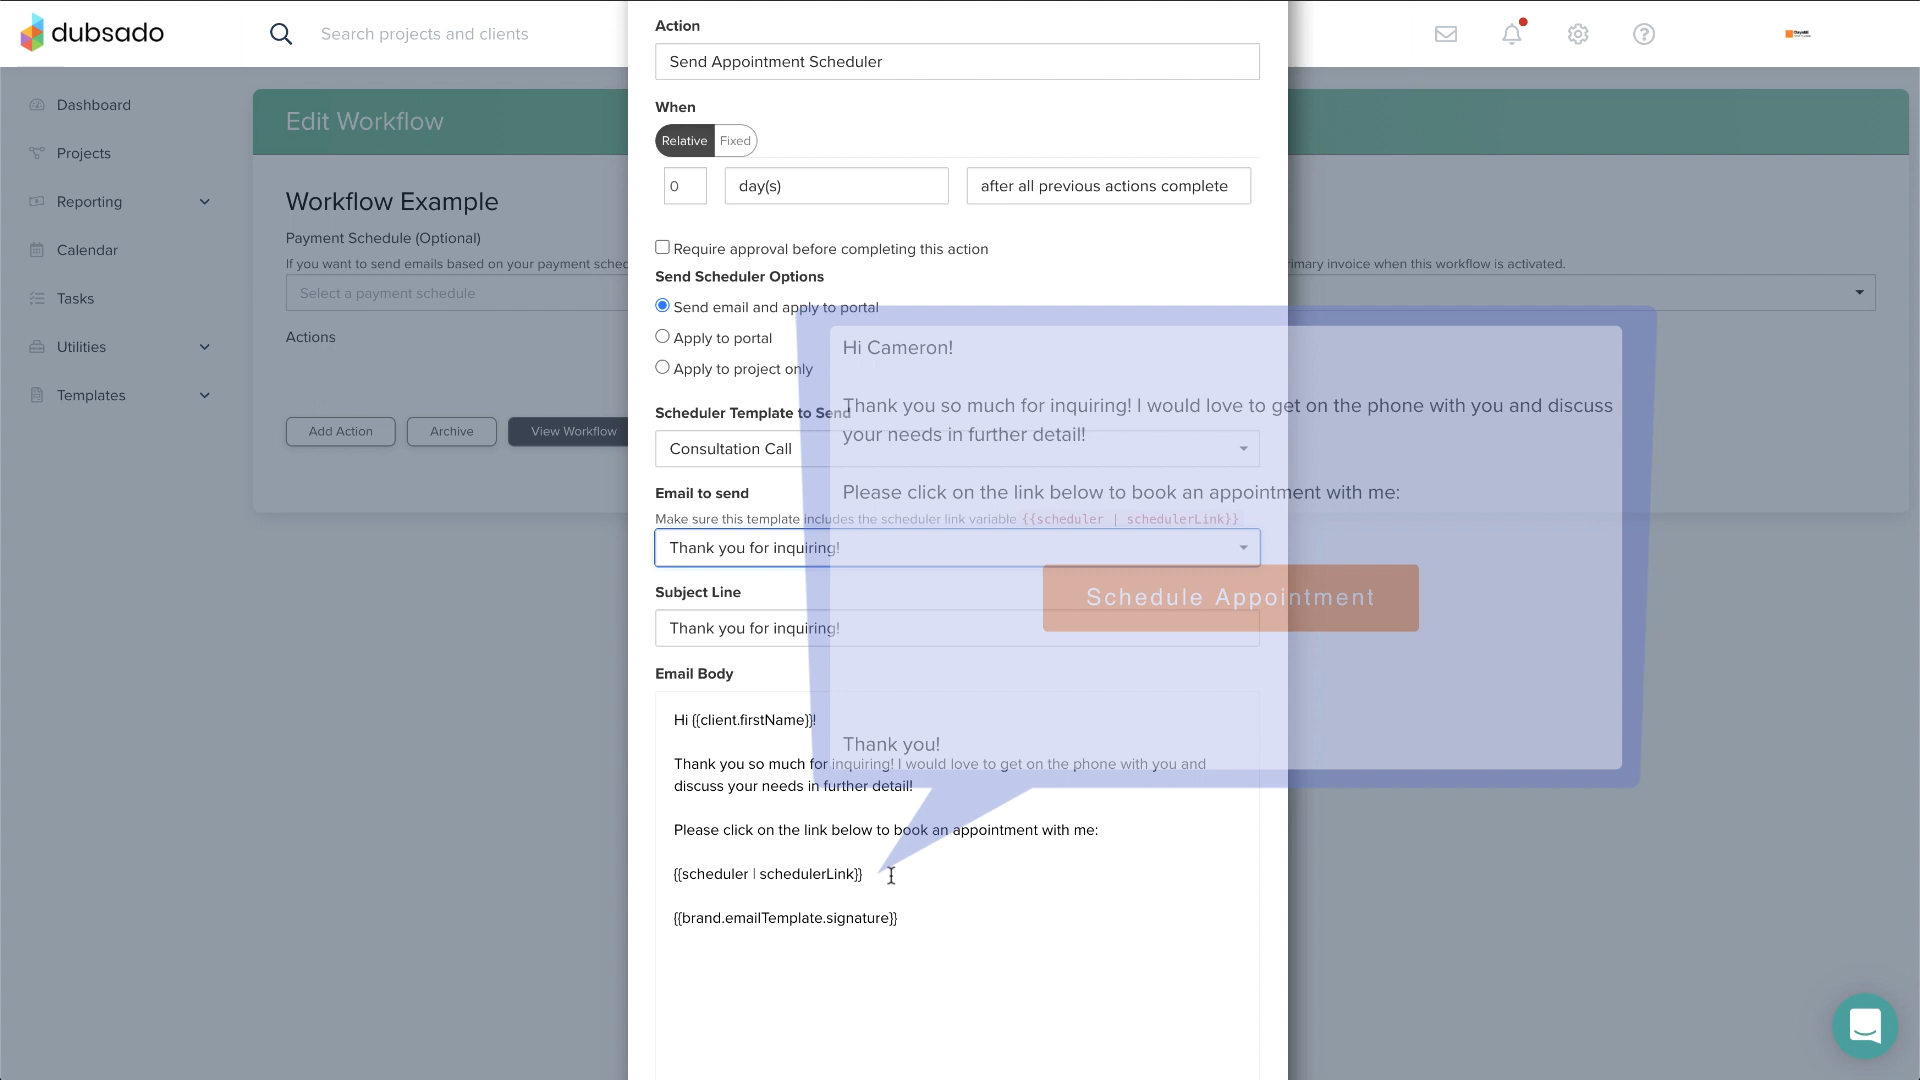 dubsado
Search projects and clients
Dashboard
Projects
Reporting
Calendar
Tasks
Utilities
Templates
Edit Workflow
Workflow Example
Payment Schedule (Optional)
If you want to send emails based on your payment sched
imary invoice when this workflow is activated.
Select a payment schedule
Actions
Add Action
Archive
View Workflow
Action
Send Appointment Scheduler
When
Relative Fixed
0 day(s) after all previous actions complete
Require approval before completing this action
Send Scheduler Options
Send email and apply to portal
Apply to portal
Apply to project only
Scheduler Template to Send
Consultation Call
Email to send
Make sure this template includes the scheduler link variable {{scheduler | schedulerLink}}
Thank you for inquiring!
Subject Line
Thank you for inquiring!
Email Body
Hi {{client.firstName}}!
Thank you so much for inquiring! I would love to get on the phone with you and
discuss your needs in further detail!
Please click on the link below to book an appointment with me:
{{scheduler | schedulerLink}}
{{brand.emailTemplate.signature}}
Hi Cameron!
Thank you so much for inquiring! I would love to get on the phone with you and discuss
your needs in further detail!
Please click on the link below to book an appointment with me:
Schedule Appointment
Thank you!